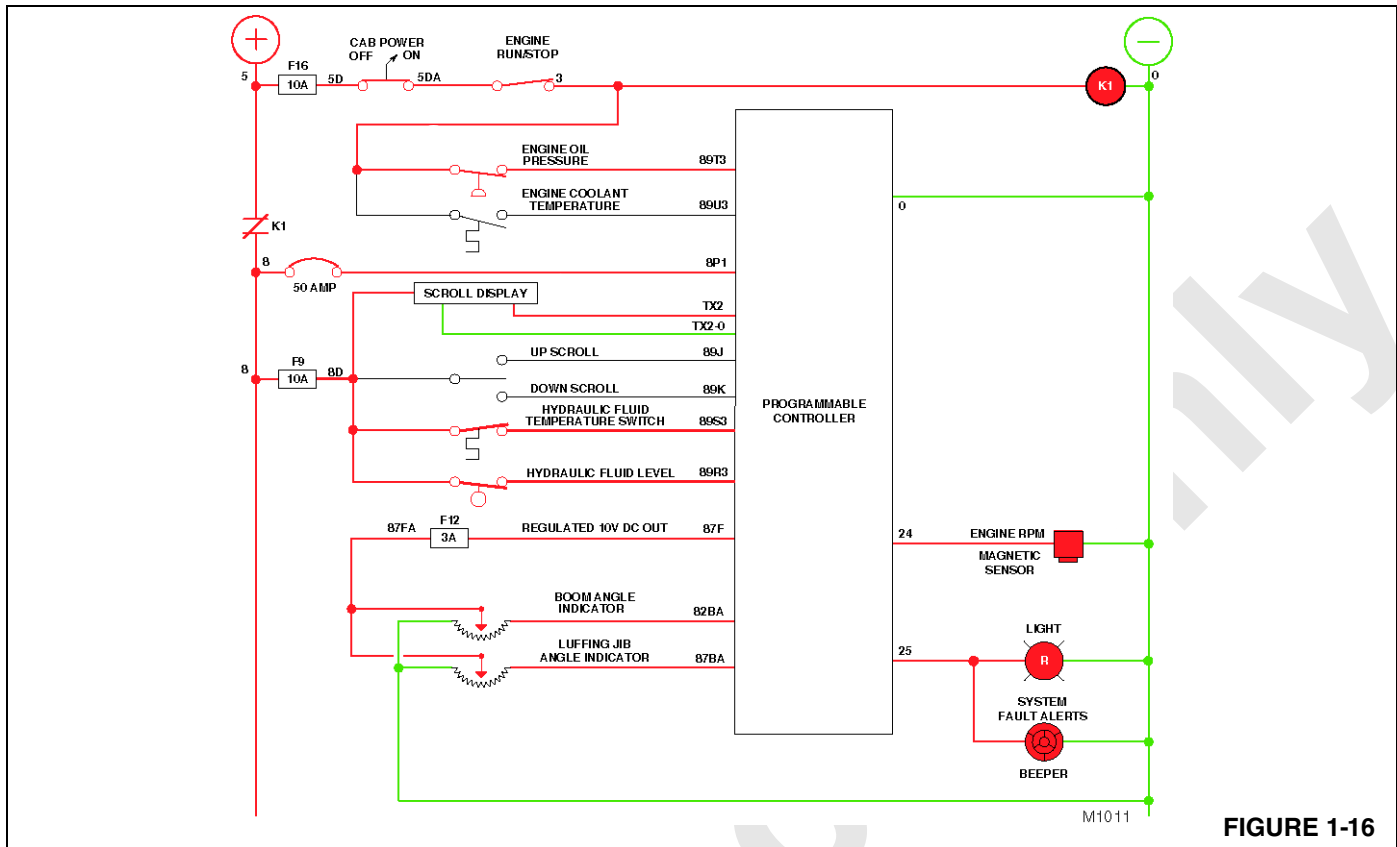 +
−
CAB POWER
OFF ON
ENGINE
RUN/STOP
F16
10A
5
5D
5DA
3
K1
0
ENGINE OIL
PRESSURE
89T3
ENGINE COOLANT
TEMPERATURE
89U3
0
K1
8
50 AMP
8P1
SCROLL DISPLAY
TX2
TX2-0
UP SCROLL
89J
F9
10A
8
8D
DOWN SCROLL
89K
PROGRAMMABLE
CONTROLLER
HYDRAULIC FLUID
TEMPERATURE SWITCH
89S3
HYDRAULIC FLUID LEVEL
89R3
87FA
F12
3A
REGULATED 10V DC OUT
87F
24
ENGINE RPM
MAGNETIC
SENSOR
BOOM ANGLE
INDICATOR
82BA
LUFFING JIB
ANGLE INDICATOR
87BA
25
LIGHT
R
SYSTEM
FAULT ALERTS
BEEPER
M1011
FIGURE 1-16